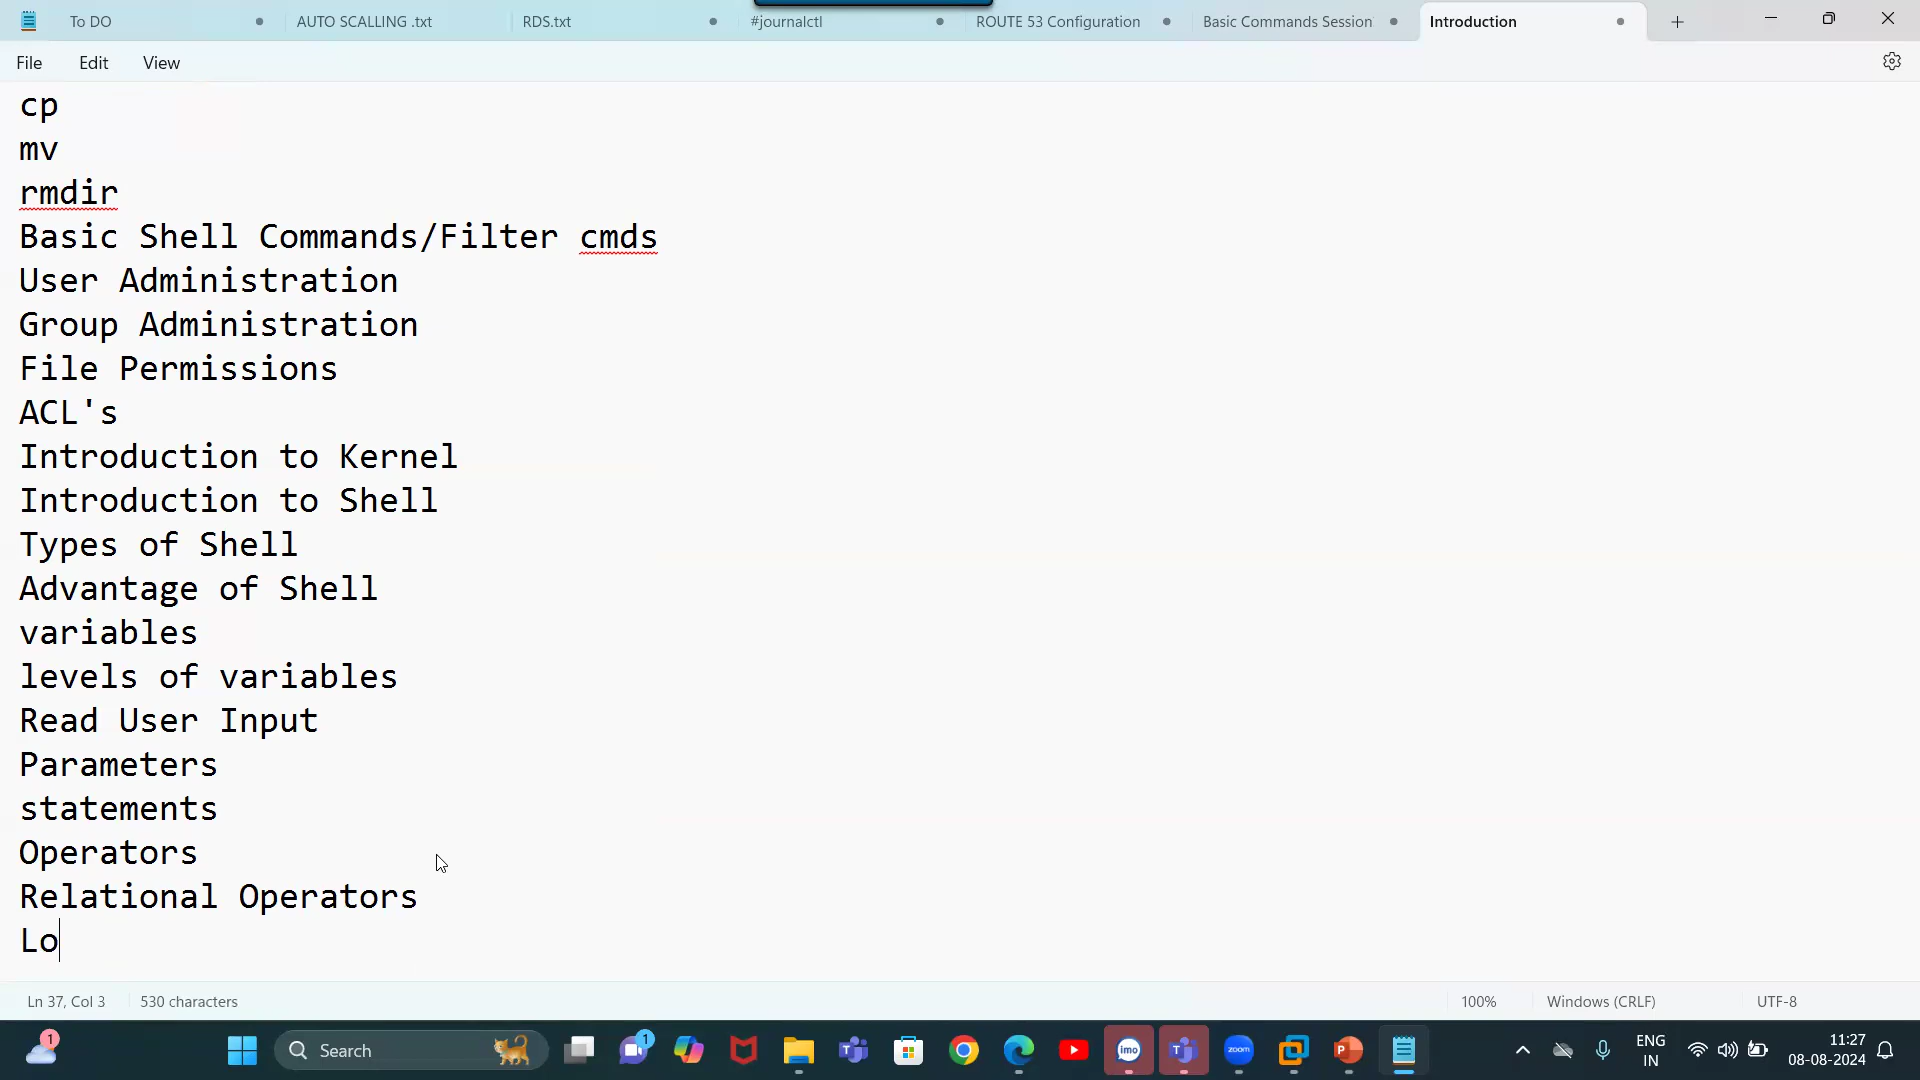 To DO
AUTO SCALLING .txt
RDS.txt
#journalctl
ROUTE 53 Configuration
Basic Commands Session
Introduction
File
Edit
View
cp
mv
rmdir
Basic Shell Commands/Filter cmds
User Administration
Group Administration
File Permissions
ACL's
Introduction to Kernel
Introduction to Shell
Types of Shell
Advantage of Shell
variables
levels of variables
Read User Input
Parameters
statements
Operators
Relational Operators
Lo
Ln 37, Col 3
530 characters
100%
Windows (CRLF)
UTF-8
1
Search
1
imo
zoom
ENG
IN
11:27
08-08-2024